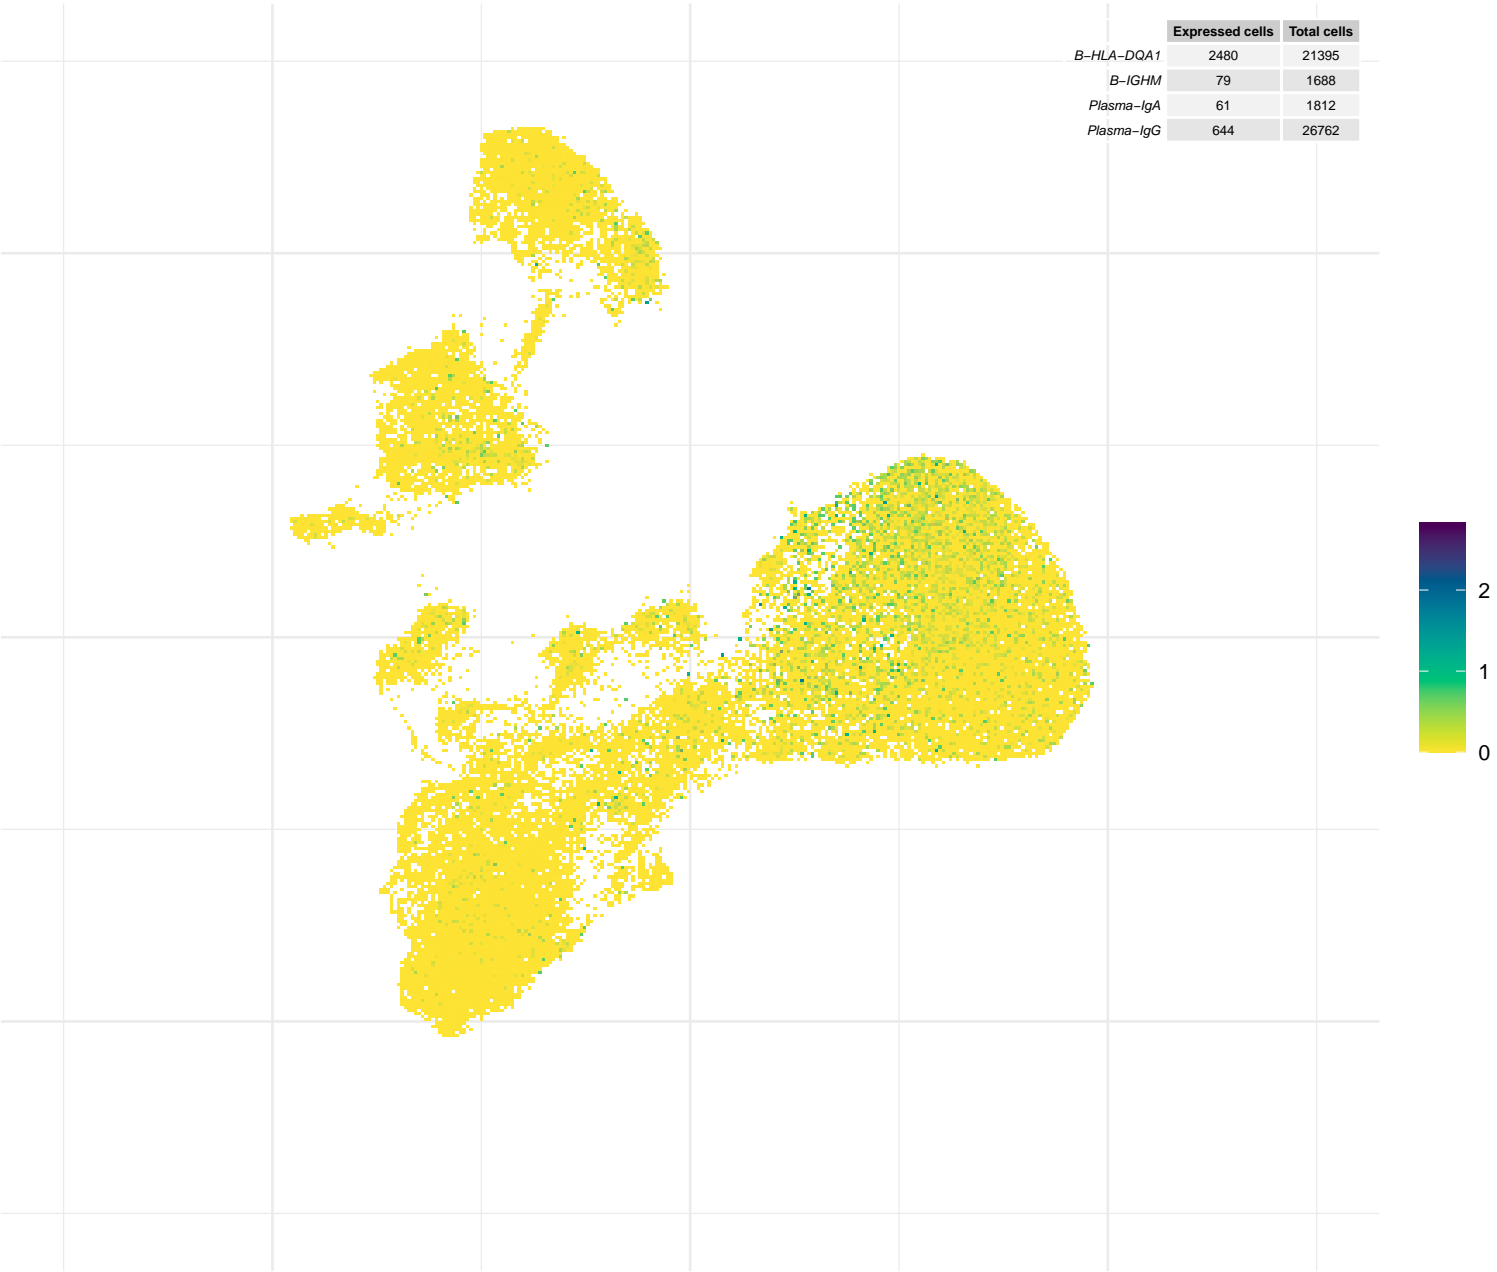 Expressed cells Total cells
B−HLA−DQA1 2480 21395
B−IGHM 79 1688
Plasma−IgA 61 1812
Plasma−IgG 644 26762
2
1
0